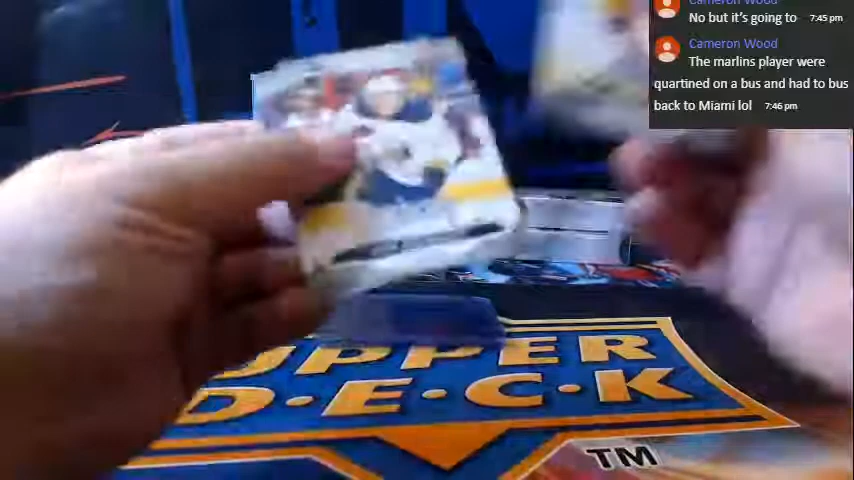 Cameron Wood
No but it's going to 7:45 pm
Cameron Wood
The marlins player were
quartined on a bus and had to bus
back to Miami lol 7:46 pm
UPPER
D·E·C·K
TM